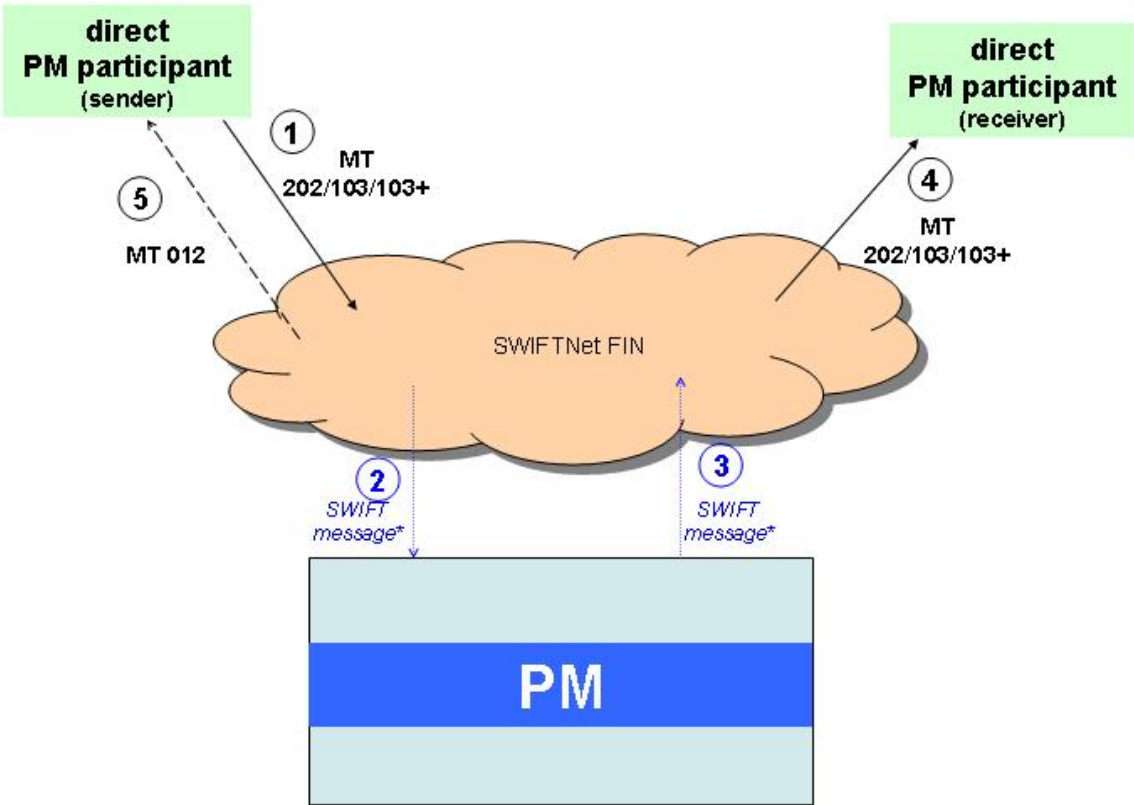 direct
PM participant
(sender)
direct
PM participant
(receiver)
1
MT
202/103/103+
5
MT 012
4
MT
202/103/103+
SWIFTNet FIN
2
SWIFT
message*
3
SWIFT
message*
PM